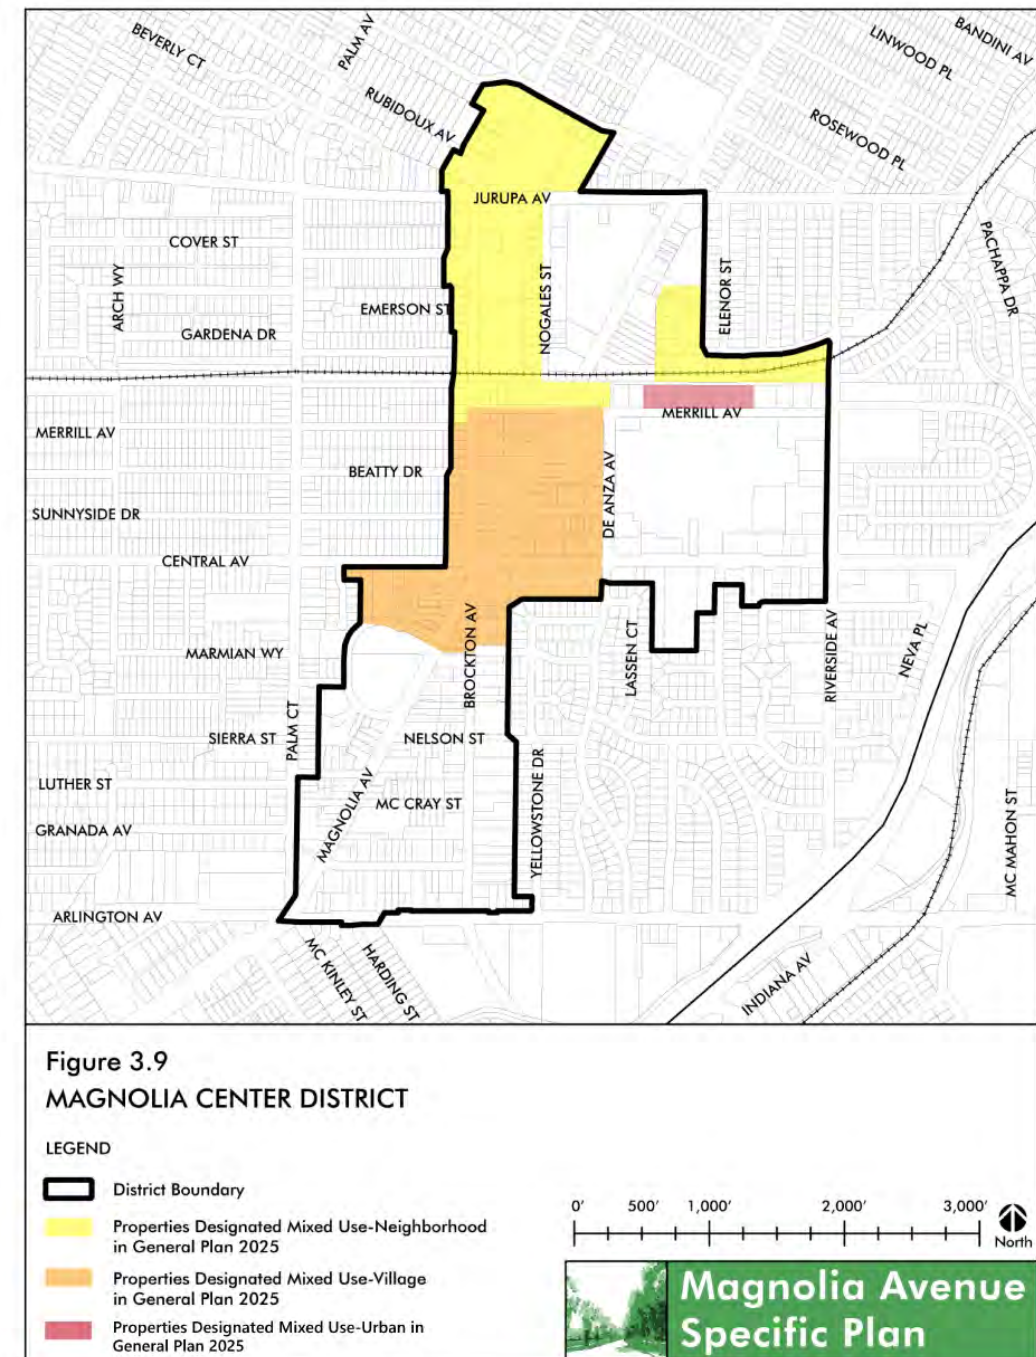 BEVERLY CT
PALM AV
RUBIDOUX AV
BANDINI AV
LINWOOD PL
ROSEWOOD PL
JURUPA AV
PACHAPPA DR
COVER ST
ARCH WY
EMERSON ST
NOGALES ST
ELENOR ST
GARDENA DR
MERRILL AV
MERRILL AV
BEATTY DR
DE ANZA AV
SUNNYSIDE DR
CENTRAL AV
BROCKTON AV
LASSEN CT
RIVERSIDE AV
NEVA PL
MARMIAN WY
PALM CT
SIERRA ST
NELSON ST
YELLOWSTONE DR
LUTHER ST
MAGNOLIA AV
MC CRAY ST
MC MAHON ST
GRANADA AV
ARLINGTON AV
MC KINLEY ST
HARDING ST
INDIANA AV
Figure 3.9
MAGNOLIA CENTER DISTRICT
LEGEND
District Boundary
Properties Designated Mixed Use-Neighborhood
in General Plan 2025
Properties Designated Mixed Use-Village
in General Plan 2025
Properties Designated Mixed Use-Urban in
General Plan 2025
0' 500' 1,000' 2,000' 3,000'
North
Magnolia Avenue
Specific Plan